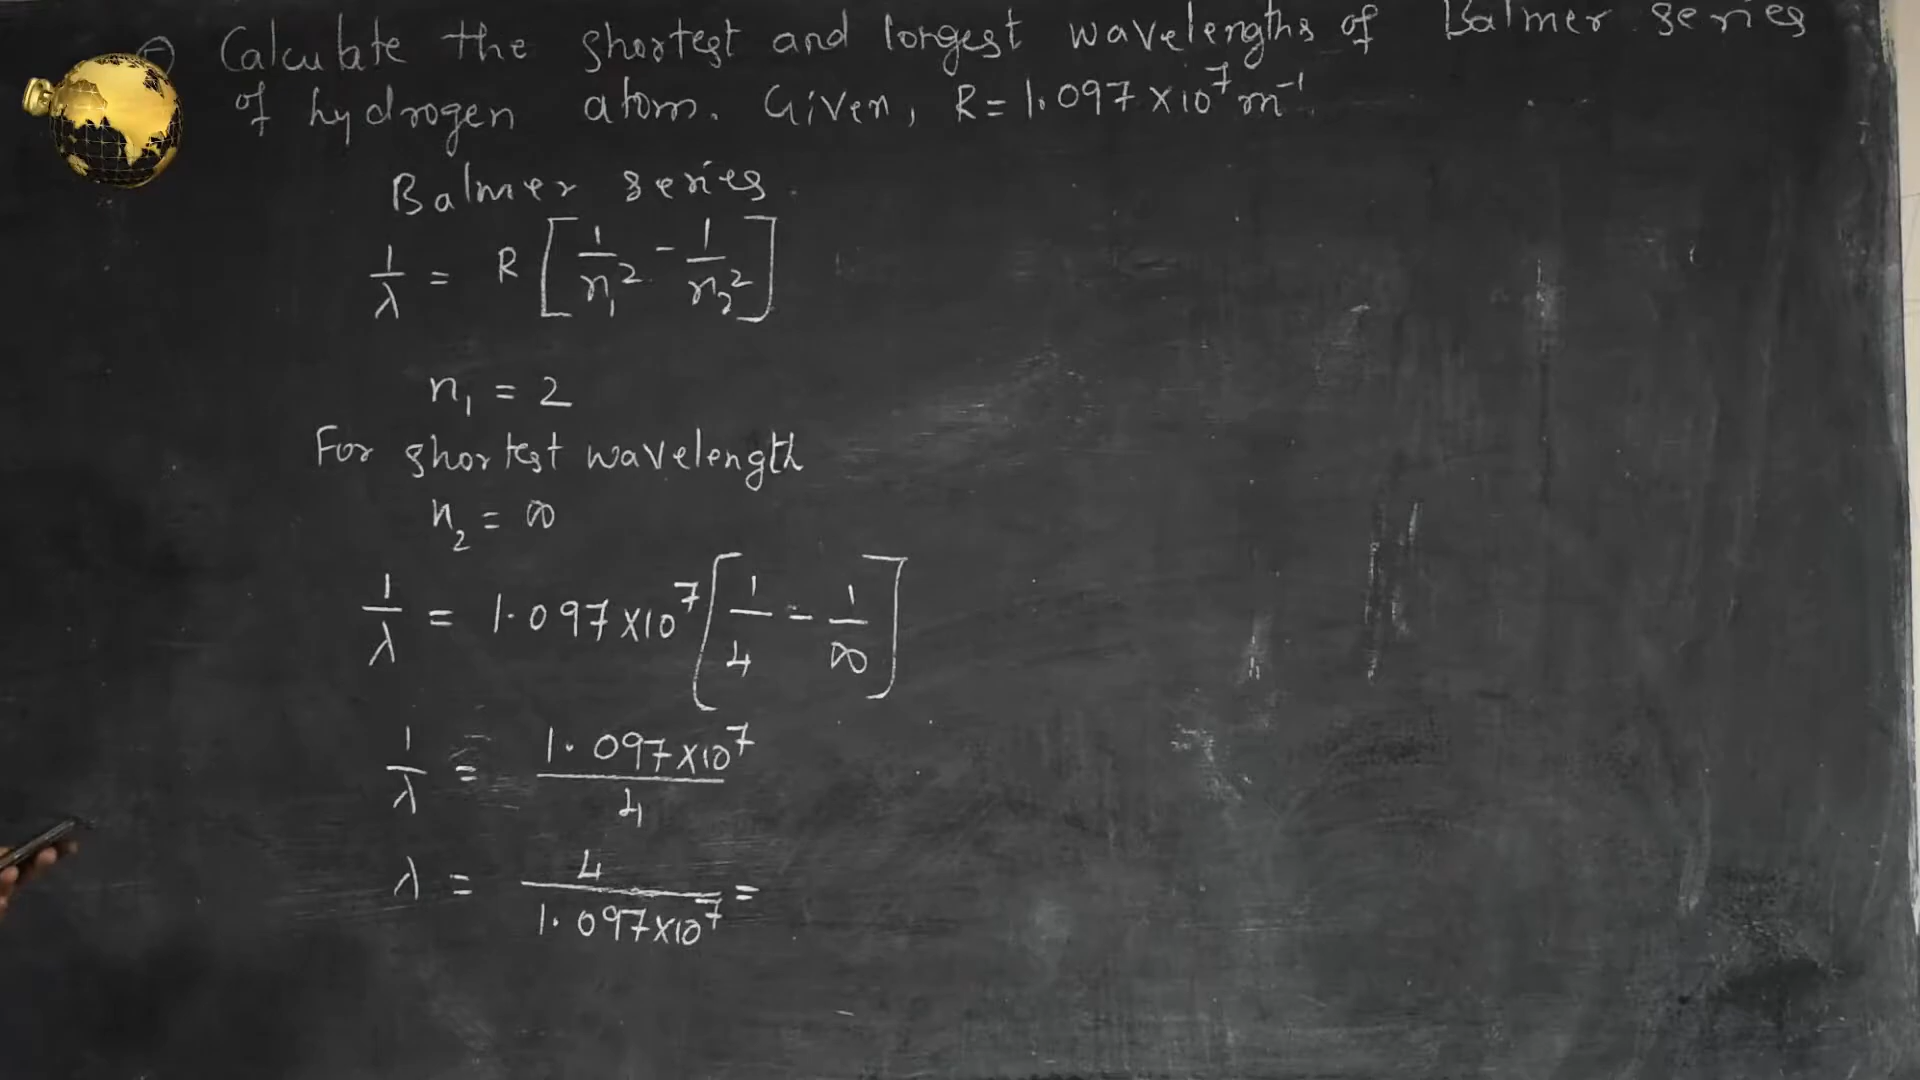 Calculate the shortest and longest wavelengths of Balmer series
of hydrogen atom. Given, R = 1.097 × 10⁷ m⁻¹
Balmer series
1/λ = R [1/n₁² - 1/n₂²]
n₁ = 2
For shortest wavelength
n₂ = ∞
1/λ = 1.097 × 10⁷ [1/4 - 1/∞]
1/λ = 1.097 × 10⁷ / 4
λ = 4 / 1.097 × 10⁷ =